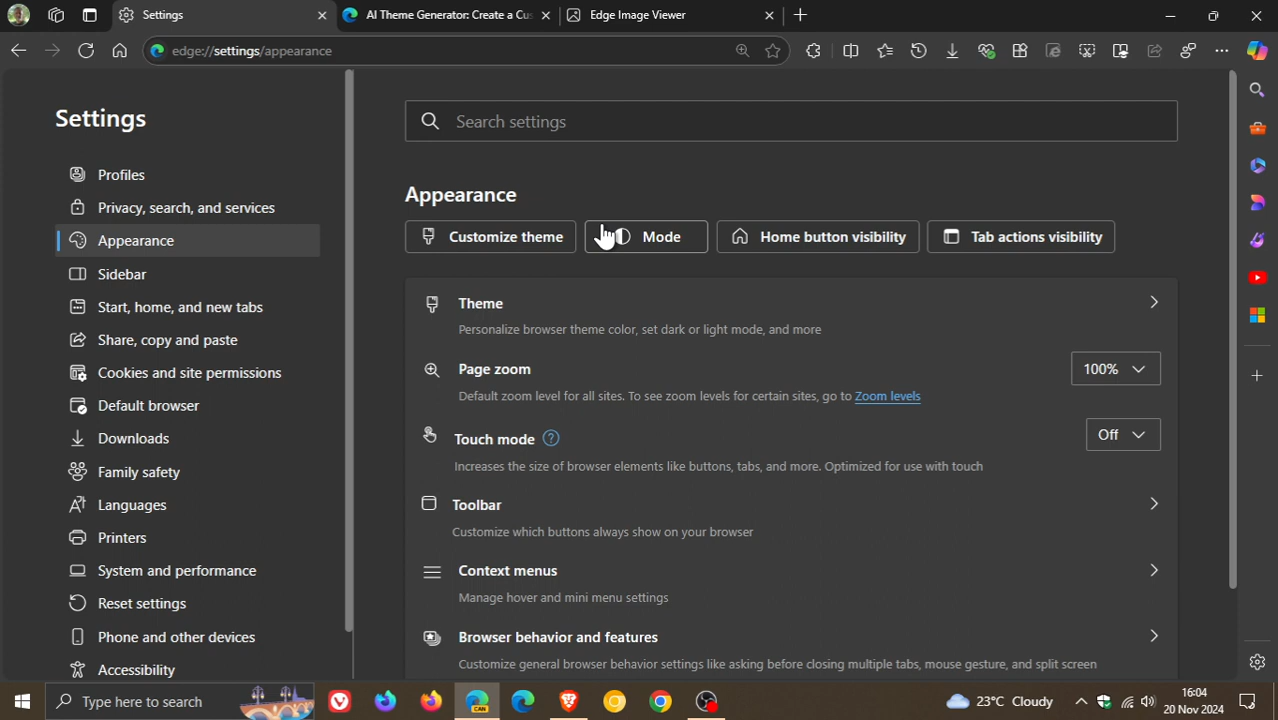 Settings
AI Theme Generator: Create a Cus
Edge Image Viewer
edge://settings/appearance
Settings
Search settings
Profiles
Privacy, search, and services
Appearance
Sidebar
Start, home, and new tabs
Share, copy and paste
Cookies and site permissions
Default browser
Downloads
Family safety
Languages
Printers
System and performance
Reset settings
Phone and other devices
Accessibility
Appearance
Customize theme
Mode
Home button visibility
Tab actions visibility
Theme
Personalize browser theme color, set dark or light mode, and more
Page zoom
100%
Default zoom level for all sites. To see zoom levels for certain sites, go to Zoom levels
Touch mode
Off
Increases the size of browser elements like buttons, tabs, and more. Optimized for use with touch
Toolbar
Customize which buttons always show on your browser
Context menus
Manage hover and mini menu settings
Browser behavior and features
Customize general browser behavior settings like asking before closing multiple tabs, mouse gesture, and split screen
Type here to search
CAN
23°C Cloudy
16:04
20 Nov 2024